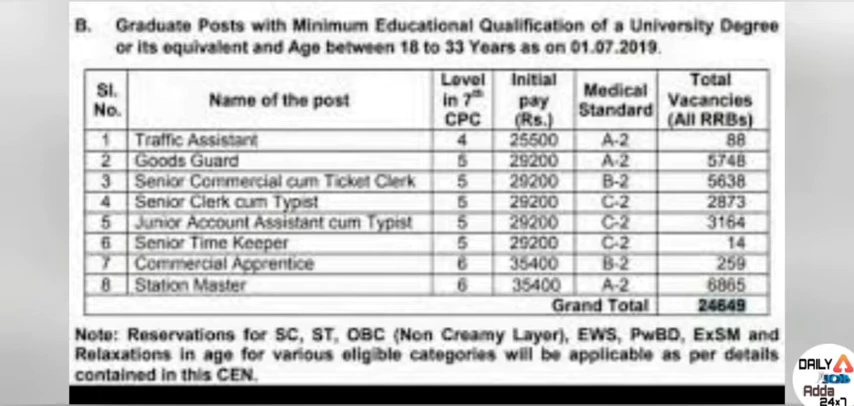 B. Graduate Posts with Minimum Educational Qualification of a University Degree
or its equivalent and Age between 18 to 33 Years as on 01.07.2019.
Sl. No. Name of the post Level in 7th CPC Initial pay (Rs.) Medical Standard Total Vacancies (All RRBs)
1 Traffic Assistant 4 25500 A-2 88
2 Goods Guard 5 29200 A-2 5748
3 Senior Commercial cum Ticket Clerk 5 29200 B-2 5638
4 Senior Clerk cum Typist 5 29200 C-2 2873
5 Junior Account Assistant cum Typist 5 29200 C-2 3164
6 Senior Time Keeper 5 29200 C-2 14
7 Commercial Apprentice 6 35400 B-2 259
8 Station Master 6 35400 A-2 6865
Grand Total 24649
Note: Reservations for SC, ST, OBC (Non Creamy Layer), EWS, PwBD, ExSM and
Relaxations in age for various eligible categories will be applicable as per details
contained in this CEN.
DAILY
JOB
Adda
24x7